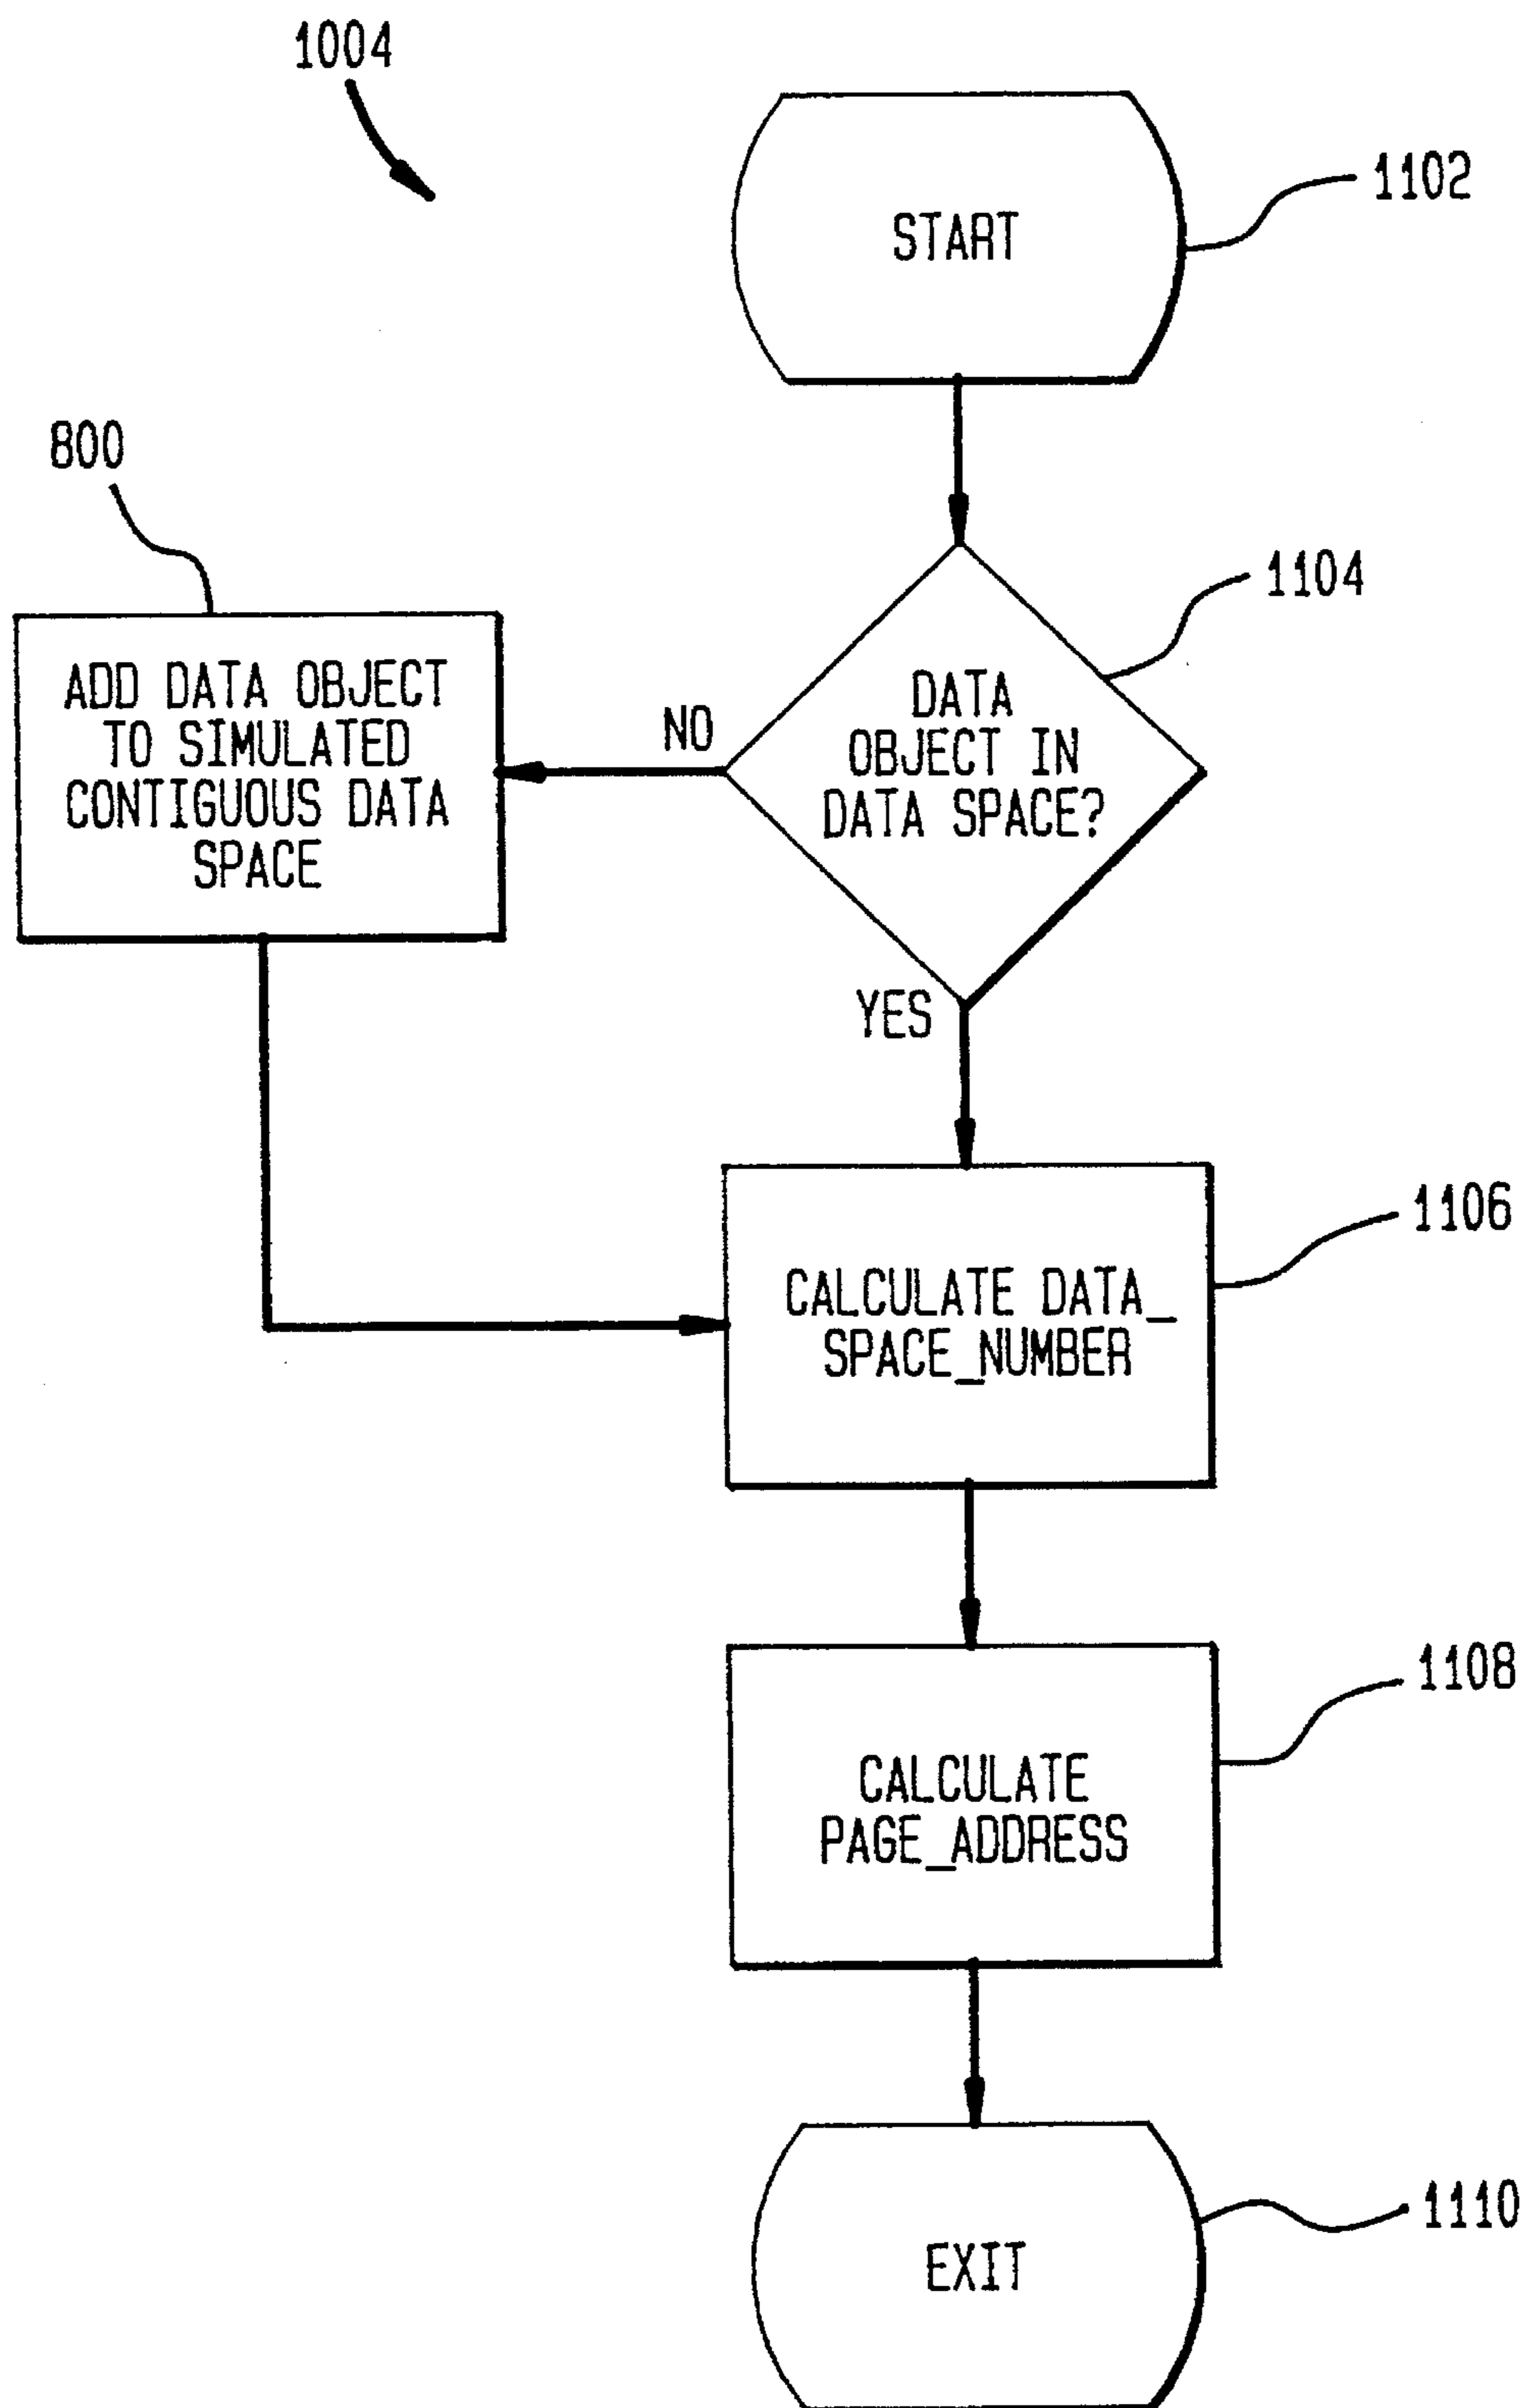 1004
START
1102
800
1104
ADD DATA OBJECT
TO SIMULATED
CONTIGUOUS DATA
SPACE
NO
DATA
OBJECT IN
DATA SPACE?
YES
1106
CALCULATE DATA_
SPACE_NUMBER
1108
CALCULATE
PAGE_ADDRESS
1110
EXIT